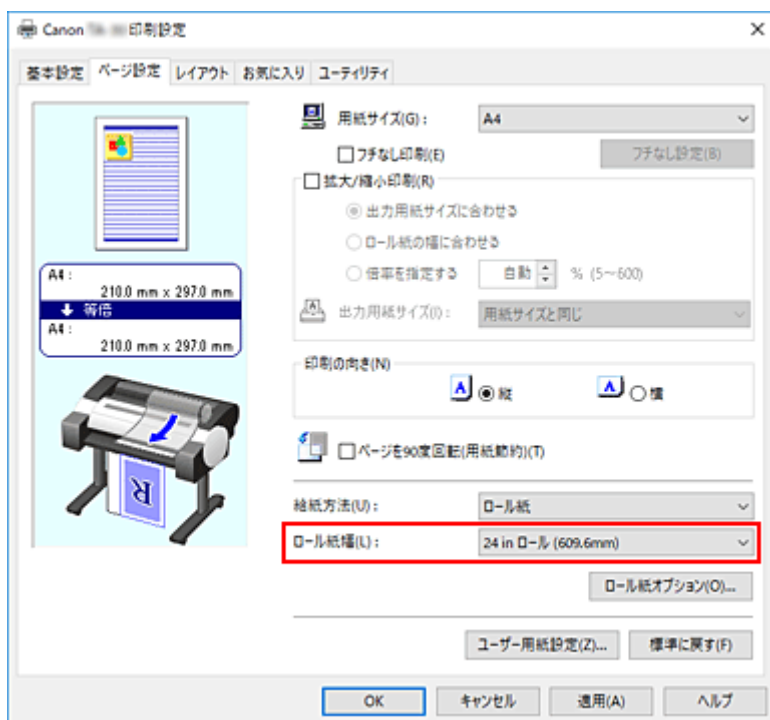 Canon 印刷設定
基本設定 ページ設定 レイアウト お気に入り ユーティリティ
用紙サイズ(G): A4
フチなし印刷(E) フチなし設定(B)
拡大/縮小印刷(R)
出力用紙サイズに合わせる
ロール紙の幅に合わせる
倍率を指定する 自動 % (5～600)
出力用紙サイズ(I): 用紙サイズと同じ
A4 :
210.0 mm x 297.0 mm
等倍
A4 :
210.0 mm x 297.0 mm
印刷の向き(N)
A 縦 A 横
ページを90度回転(用紙節約)(T)
R
給紙方法(U): ロール紙
ロール紙幅(L): 24 in ロール (609.6mm)
ロール紙オプション(O)...
ユーザー用紙設定(Z)... 標準に戻す(F)
OK キャンセル 適用(A) ヘルプ